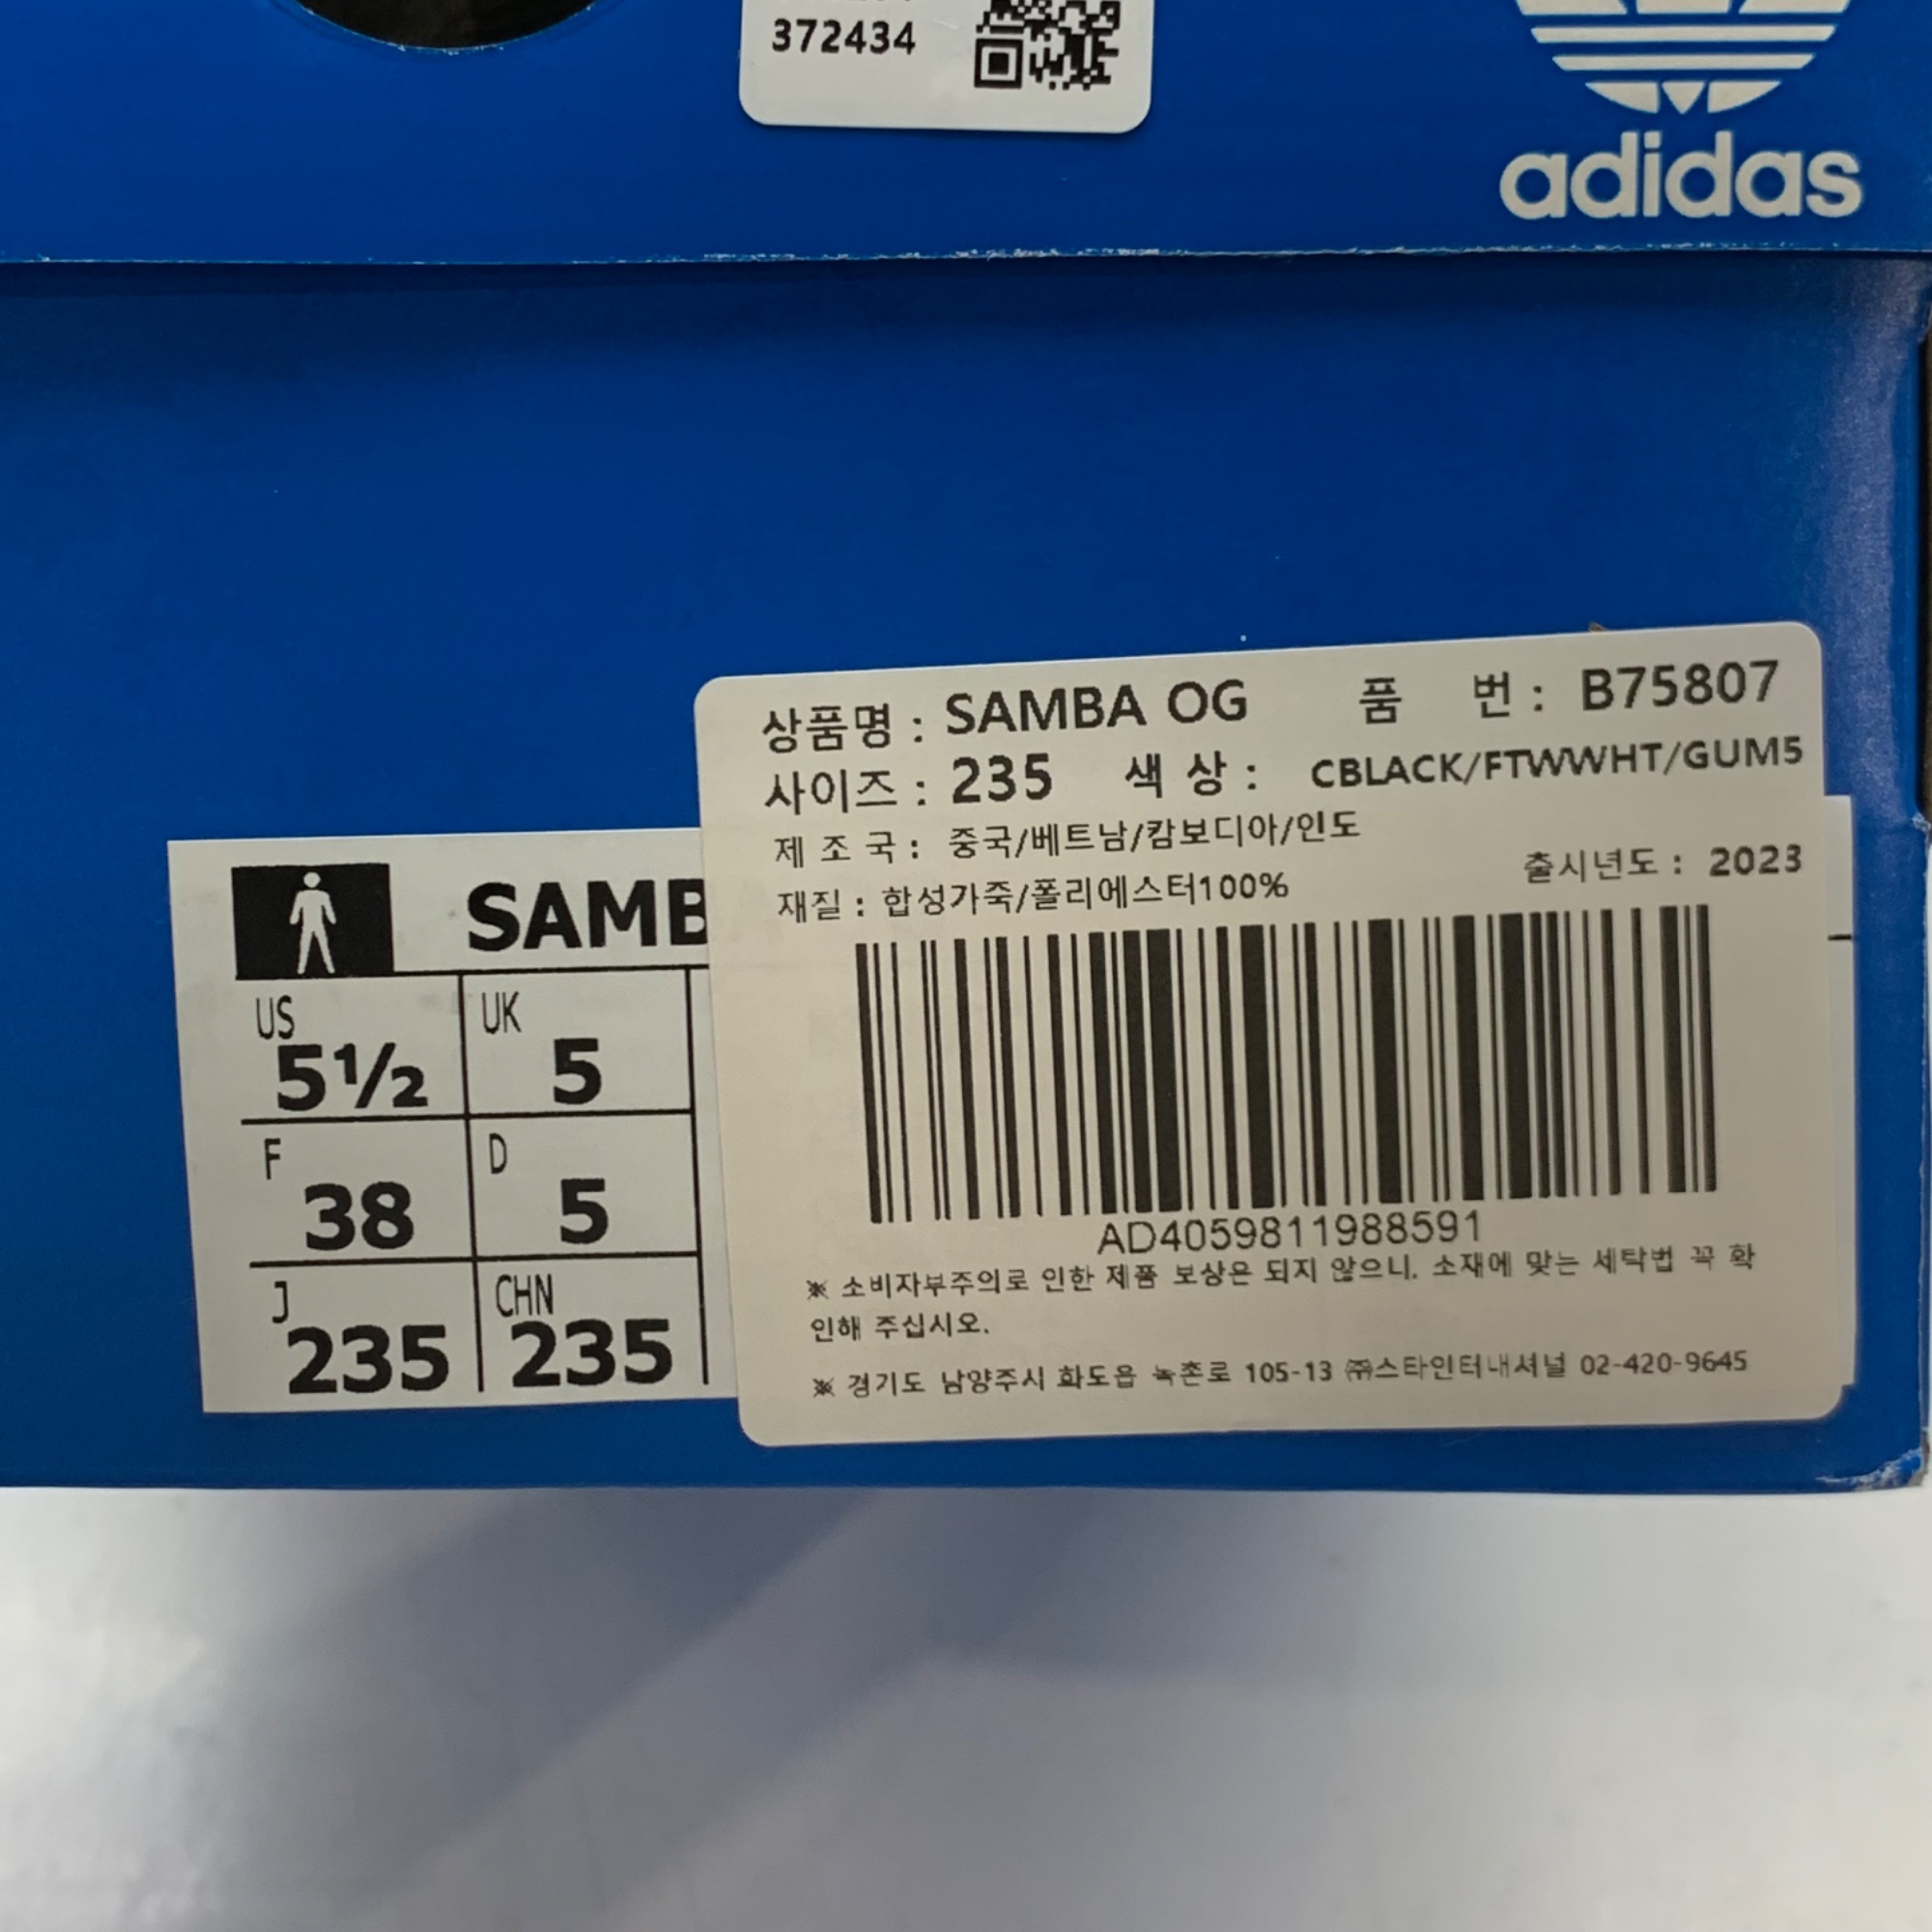 372434
adidas
상품명 : SAMBA OG 품 번 : B75807
사이즈 : 235 색 상 : CBLACK/FTWWHT/GUM5
제 조 국 : 중국/베트남/캄보디아/인도
출시년도 : 2023
재질 : 합성가죽/폴리에스터100%
AD4059811988591
※ 소비자부주의로 인한 제품 보상은 되지 않으니, 소재에 맞는 세탁법 꼭 확
인해 주십시오.
※ 경기도 남양주시 화도읍 녹촌로 105-13 ㈜스타인터내셔널 02-420-9645
SAMB
US 5½ UK 5
F 38 D 5
J 235 CHN 235